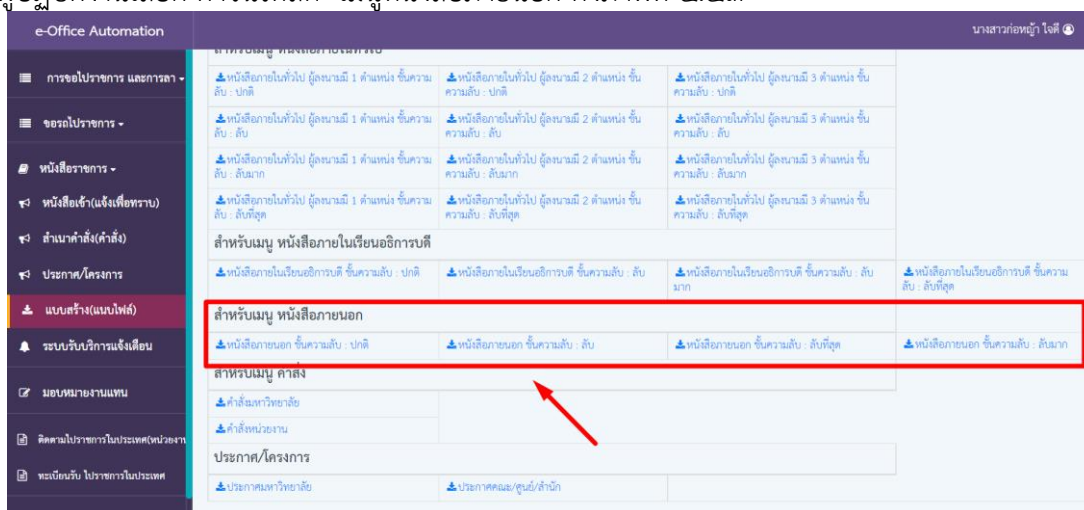 e-Office Automation
นางสาวก่อหญ้า ใจดี
สำหรับเมนู หนังสือภายในทั่วไป
การขอไปราชการ และการลา
หนังสือภายในทั่วไป ผู้ลงนามมี 1 ตำแหน่ง ชั้นความ
ลับ : ปกติ
หนังสือภายในทั่วไป ผู้ลงนามมี 2 ตำแหน่ง ชั้น
ความลับ : ปกติ
หนังสือภายในทั่วไป ผู้ลงนามมี 3 ตำแหน่ง ชั้น
ความลับ : ปกติ
ขอรถไปราชการ
หนังสือภายในทั่วไป ผู้ลงนามมี 1 ตำแหน่ง ชั้นความ
ลับ : ลับ
หนังสือภายในทั่วไป ผู้ลงนามมี 2 ตำแหน่ง ชั้น
ความลับ : ลับ
หนังสือภายในทั่วไป ผู้ลงนามมี 3 ตำแหน่ง ชั้น
ความลับ : ลับ
หนังสือราชการ
หนังสือภายในทั่วไป ผู้ลงนามมี 1 ตำแหน่ง ชั้นความ
ลับ : ลับมาก
หนังสือภายในทั่วไป ผู้ลงนามมี 2 ตำแหน่ง ชั้น
ความลับ : ลับมาก
หนังสือภายในทั่วไป ผู้ลงนามมี 3 ตำแหน่ง ชั้น
ความลับ : ลับมาก
หนังสือเข้า(แจ้งเพื่อทราบ)
หนังสือภายในทั่วไป ผู้ลงนามมี 1 ตำแหน่ง ชั้นความ
ลับ : ลับที่สุด
หนังสือภายในทั่วไป ผู้ลงนามมี 2 ตำแหน่ง ชั้น
ความลับ : ลับที่สุด
หนังสือภายในทั่วไป ผู้ลงนามมี 3 ตำแหน่ง ชั้น
ความลับ : ลับที่สุด
สำเนาคำสั่ง(คำสั่ง)
สำหรับเมนู หนังสือภายในเรียนอธิการบดี
ประกาศ/โครงการ
หนังสือภายในเรียนอธิการบดี ชั้นความลับ : ปกติ
หนังสือภายในเรียนอธิการบดี ชั้นความลับ : ลับ
หนังสือภายในเรียนอธิการบดี ชั้นความลับ : ลับ
มาก
หนังสือภายในเรียนอธิการบดี ชั้นความ
ลับ : ลับที่สุด
แบบสร้าง(แบบไฟล์)
สำหรับเมนู หนังสือภายนอก
ระบบรับบริการแจ้งเตือน
หนังสือภายนอก ชั้นความลับ : ปกติ
หนังสือภายนอก ชั้นความลับ : ลับ
หนังสือภายนอก ชั้นความลับ : ลับที่สุด
หนังสือภายนอก ชั้นความลับ : ลับมาก
สำหรับเมนู คำสั่ง
มอบหมายงานแทน
คำสั่งมหาวิทยาลัย
คำสั่งหน่วยงาน
ติดตามไปราชการในประเทศ(หน่วยงาน
ประกาศ/โครงการ
ทะเบียนรับ ไปราชการในประเทศ
ประกาศมหาวิทยาลัย
ประกาศคณะ/ศูนย์/สำนัก